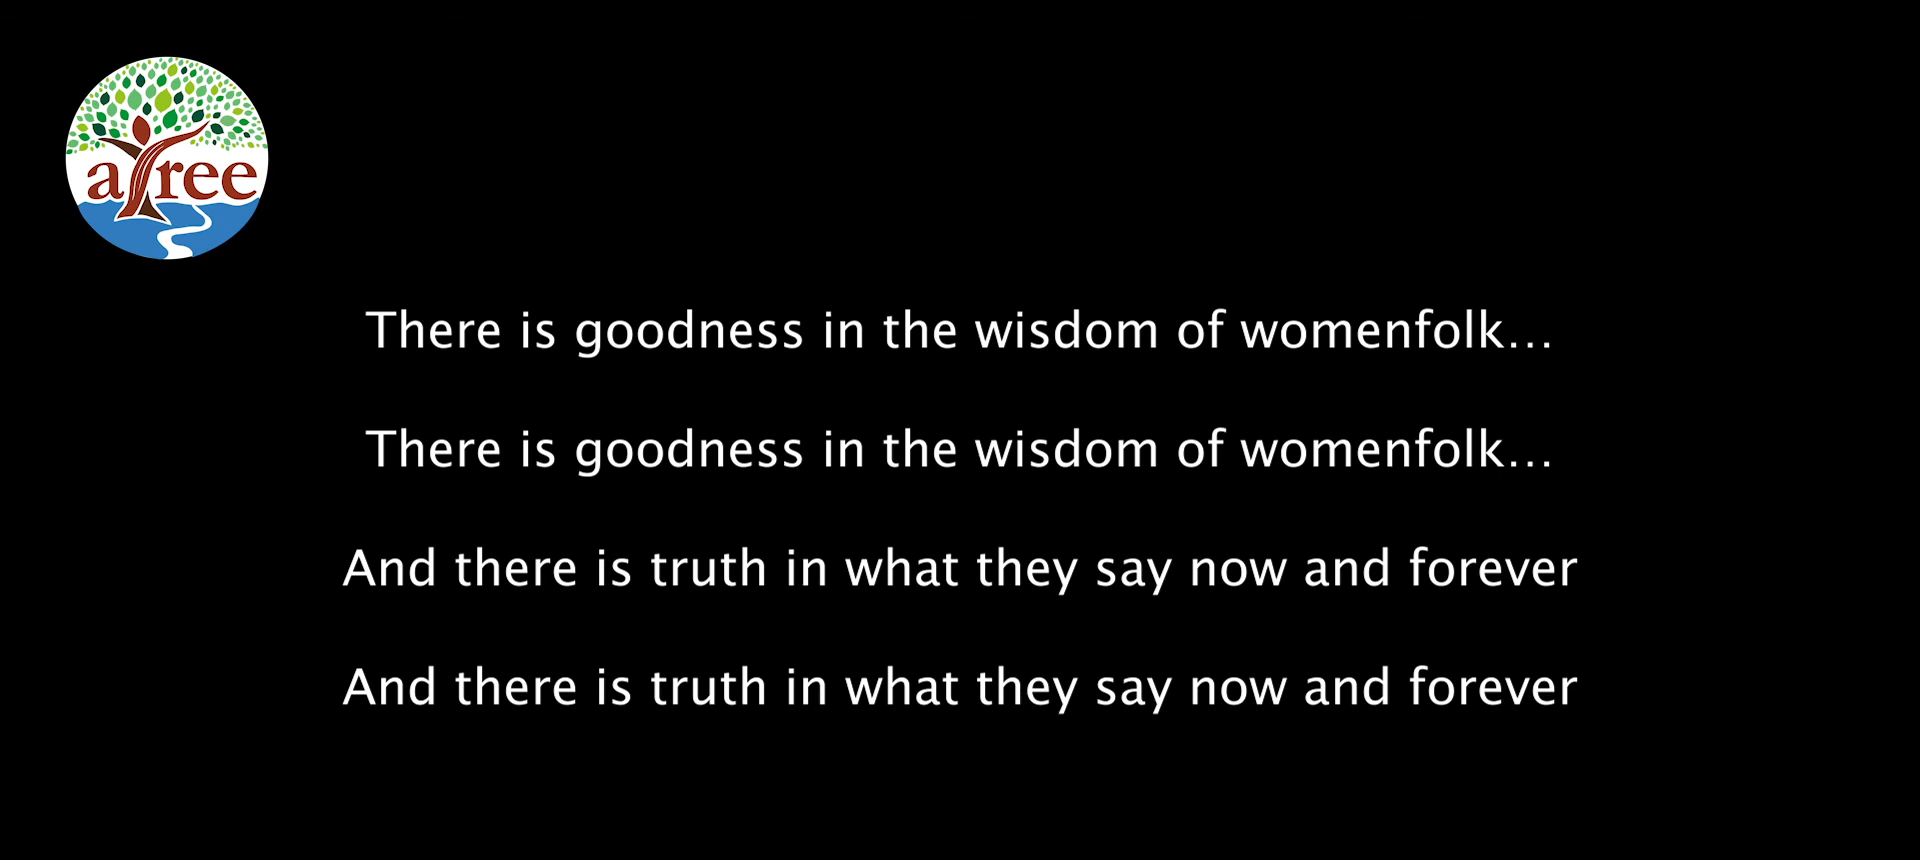 aTree
There is goodness in the wisdom of womenfolk...
There is goodness in the wisdom of womenfolk...
And there is truth in what they say now and forever
And there is truth in what they say now and forever